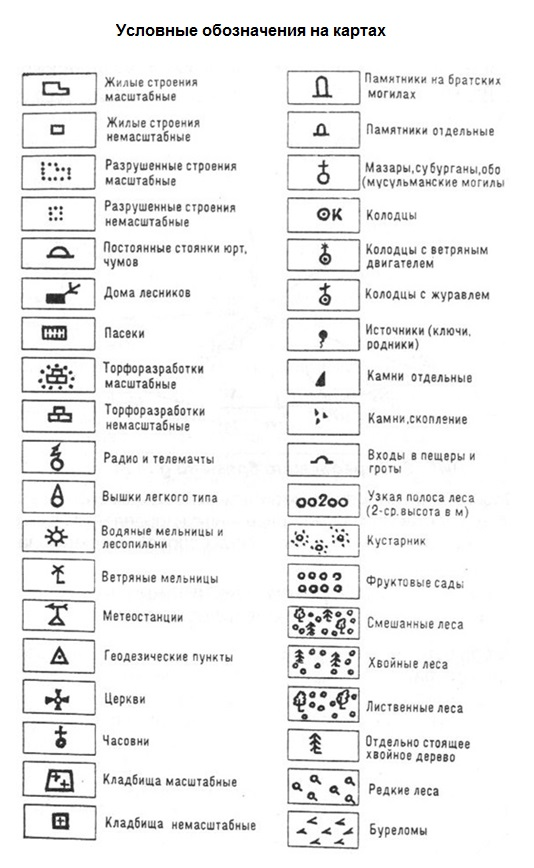 Условные обозначения на картах
Жилые строения
масштабные
Жилые строения
немасштабные
Разрушенные строения
масштабные
Разрушенные строения
немасштабные
Постоянные стоянки юрт,
чумов
Дома лесников
Пасеки
Торфоразработки
масштабные
Торфоразработки
немасштабные
Радио и телемачты
Вышки легкого типа
Водяные мельницы и
лесопильни
Ветряные мельницы
Метеостанции
Геодезические пункты
Церкви
Часовни
Кладбища масштабные
Кладбища немасштабные
Памятники на братских
могилах
Памятники отдельные
Мазары,субурганы,обо
(мусульманские могилы
К
Колодцы
Колодцы с ветряным
двигателем
Колодцы с журавлем
Источники (ключи,
родники)
Камни отдельные
Камни,скопление
Входы в пещеры и
гроты
2
Узкая полоса леса
(2-ср.высота в м)
Кустарник
Фруктовые сады
Смешанные леса
Хвойные леса
Лиственные леса
Отдельно стоящее
хвойное дерево
Редкие леса
Буреломы